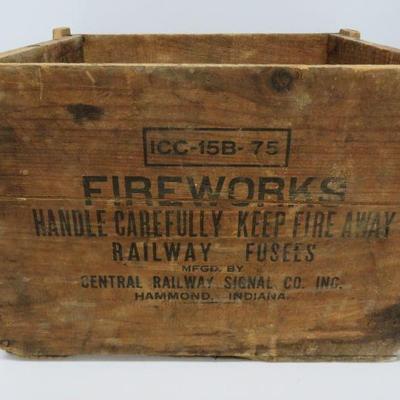 ICC-15B-75
FIREWORKS
HANDLE CAREFULLY KEEP FIRE AWAY
RAILWAY FUSEES
MFGD. BY
CENTRAL RAILWAY SIGNAL CO. INC.
HAMMOND, INDIANA